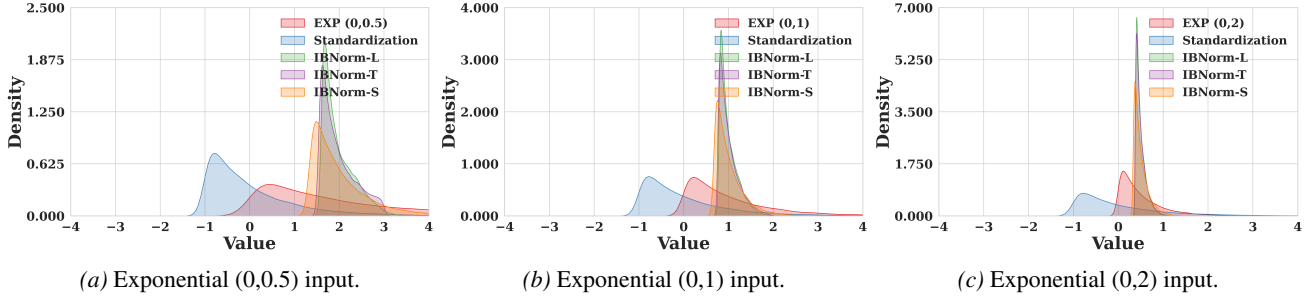 2.500
1.875
1.250
0.625
0.000
Density
−4 −3 −2 −1 0 1 2 3 4
Value
EXP (0,0.5)
Standardization
IBNorm-L
IBNorm-T
IBNorm-S
(a) Exponential (0,0.5) input.
4.000
3.000
2.000
1.000
0.000
Density
−4 −3 −2 −1 0 1 2 3 4
Value
EXP (0,1)
Standardization
IBNorm-L
IBNorm-T
IBNorm-S
(b) Exponential (0,1) input.
7.000
5.250
3.500
1.750
0.000
Density
−4 −3 −2 −1 0 1 2 3 4
Value
EXP (0,2)
Standardization
IBNorm-L
IBNorm-T
IBNorm-S
(c) Exponential (0,2) input.